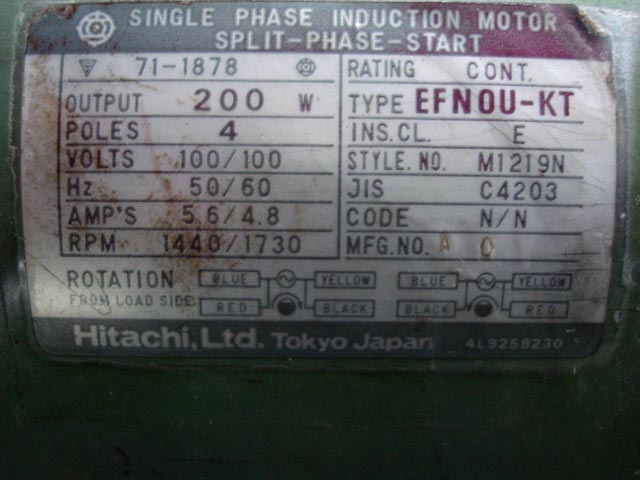 SINGLE PHASE INDUCTION MOTOR
SPLIT-PHASE-START
71-1878
OUTPUT 200 W
POLES 4
VOLTS 100/100
Hz 50/60
AMP'S 5.6/4.8
RPM 1440/1730
RATING CONT.
TYPE EFNOU-KT
INS.CL. E
STYLE.NO. M1219N
JIS C4203
CODE N/N
MFG.NO. A 0
ROTATION BLUE YELLOW BLUE YELLOW
FROM LOAD SIDE RED BLACK BLACK RED
Hitachi, Ltd. Tokyo Japan 4L9258230